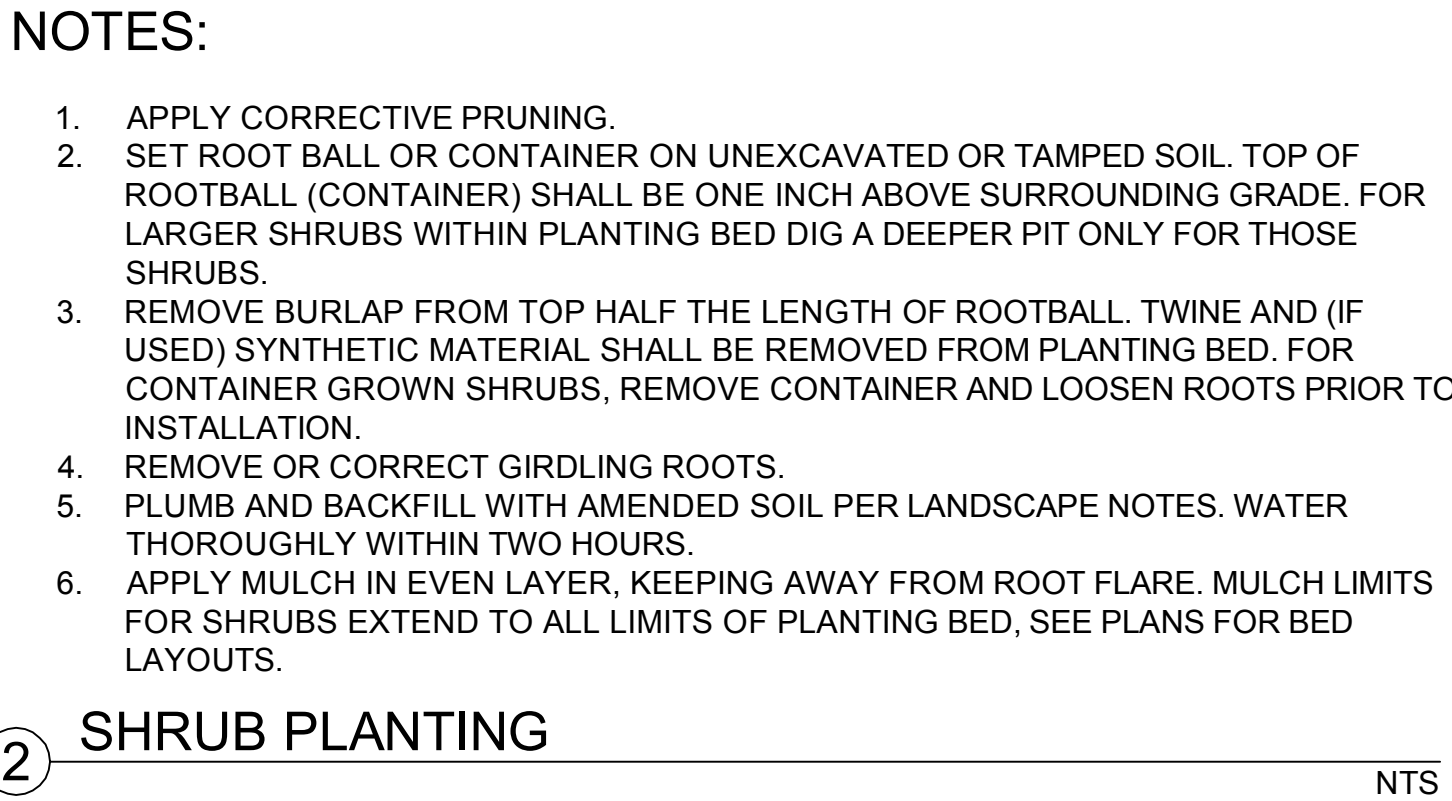 NOTES:
1. APPLY CORRECTIVE PRUNING.
2. SET ROOT BALL OR CONTAINER ON UNEXCAVATED OR TAMPED SOIL. TOP OF
ROOTBALL (CONTAINER) SHALL BE ONE INCH ABOVE SURROUNDING GRADE. FOR
LARGER SHRUBS WITHIN PLANTING BED DIG A DEEPER PIT ONLY FOR THOSE
SHRUBS.
3. REMOVE BURLAP FROM TOP HALF THE LENGTH OF ROOTBALL. TWINE AND (IF
USED) SYNTHETIC MATERIAL SHALL BE REMOVED FROM PLANTING BED. FOR
CONTAINER GROWN SHRUBS, REMOVE CONTAINER AND LOOSEN ROOTS PRIOR TO
INSTALLATION.
4. REMOVE OR CORRECT GIRDLING ROOTS.
5. PLUMB AND BACKFILL WITH AMENDED SOIL PER LANDSCAPE NOTES. WATER
THOROUGHLY WITHIN TWO HOURS.
6. APPLY MULCH IN EVEN LAYER, KEEPING AWAY FROM ROOT FLARE. MULCH LIMITS
FOR SHRUBS EXTEND TO ALL LIMITS OF PLANTING BED, SEE PLANS FOR BED
LAYOUTS.
2 SHRUB PLANTING
NTS